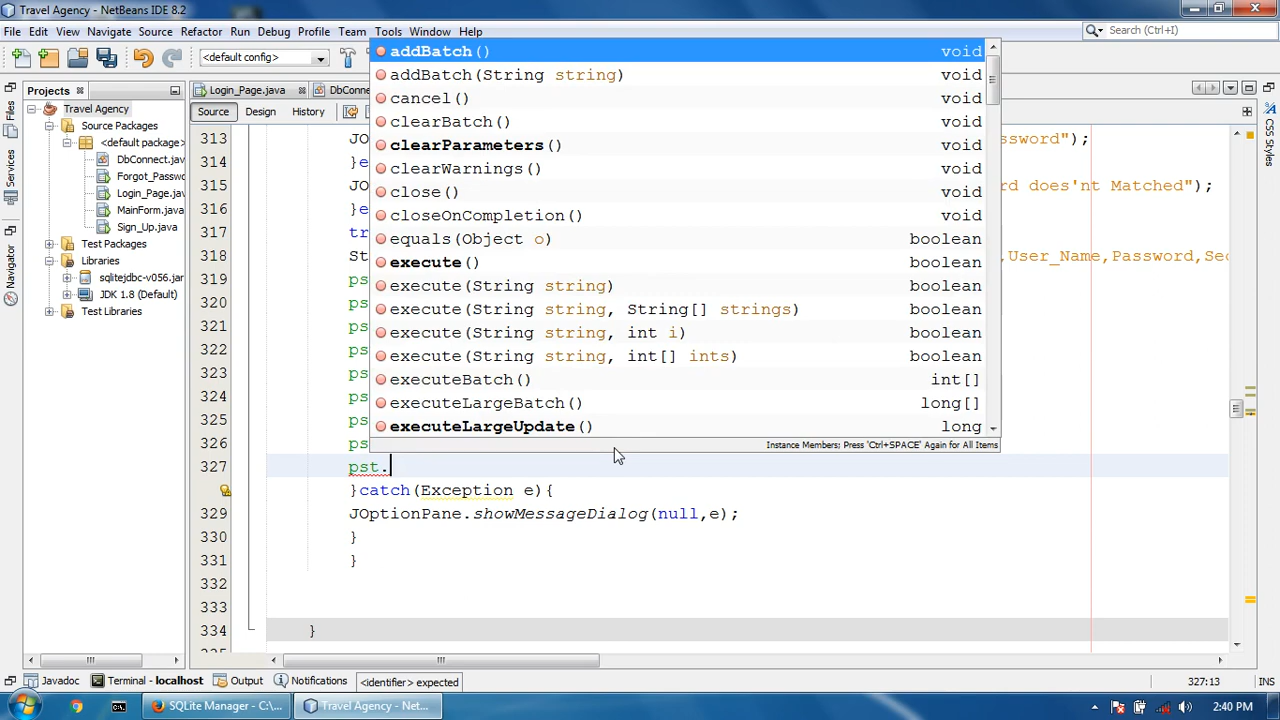 Travel Agency - NetBeans IDE 8.2
File Edit View Navigate Source Refactor Run Debug Profile Team Tools Window Help
Search (Ctrl+I)
<default config>
Projects
Login_Page.java
DbConne
Source Design History
Files
Services
CSS Styles
Travel Agency
Source Packages
<default package>
DbConnect.jav
Forgot_Passwo
Login_Page.jav
MainForm.java
Sign_Up.java
Test Packages
Libraries
sqlitejdbc-v056.jar
JDK 1.8 (Default)
Test Libraries
addBatch() void
addBatch(String string) void
cancel() void
clearBatch() void
clearParameters() void
clearWarnings() void
close() void
closeOnCompletion() void
equals(Object o) boolean
execute() boolean
execute(String string) boolean
execute(String string, String[] strings) boolean
execute(String string, int i) boolean
execute(String string, int[] ints) boolean
executeBatch() int[]
executeLargeBatch() long[]
executeLargeUpdate() long
Instance Members; Press 'Ctrl+SPACE' Again for All Items
313 JO ssword");
314 }e
315 JO rd does'nt Matched");
316 }e
317 tr
318 St ,User_Name,Password,Sec
319 ps
320 ps
321 ps
322 ps
323 ps
324 ps
325 ps
326 ps
327 pst.
}catch(Exception e){
329 JOptionPane.showMessageDialog(null,e);
330 }
331 }
332
333
334 }
Javadoc Terminal - localhost Output Notifications <identifier> expected 327:13 INS
SQLite Manager - C:\... Travel Agency - Net... 2:40 PM